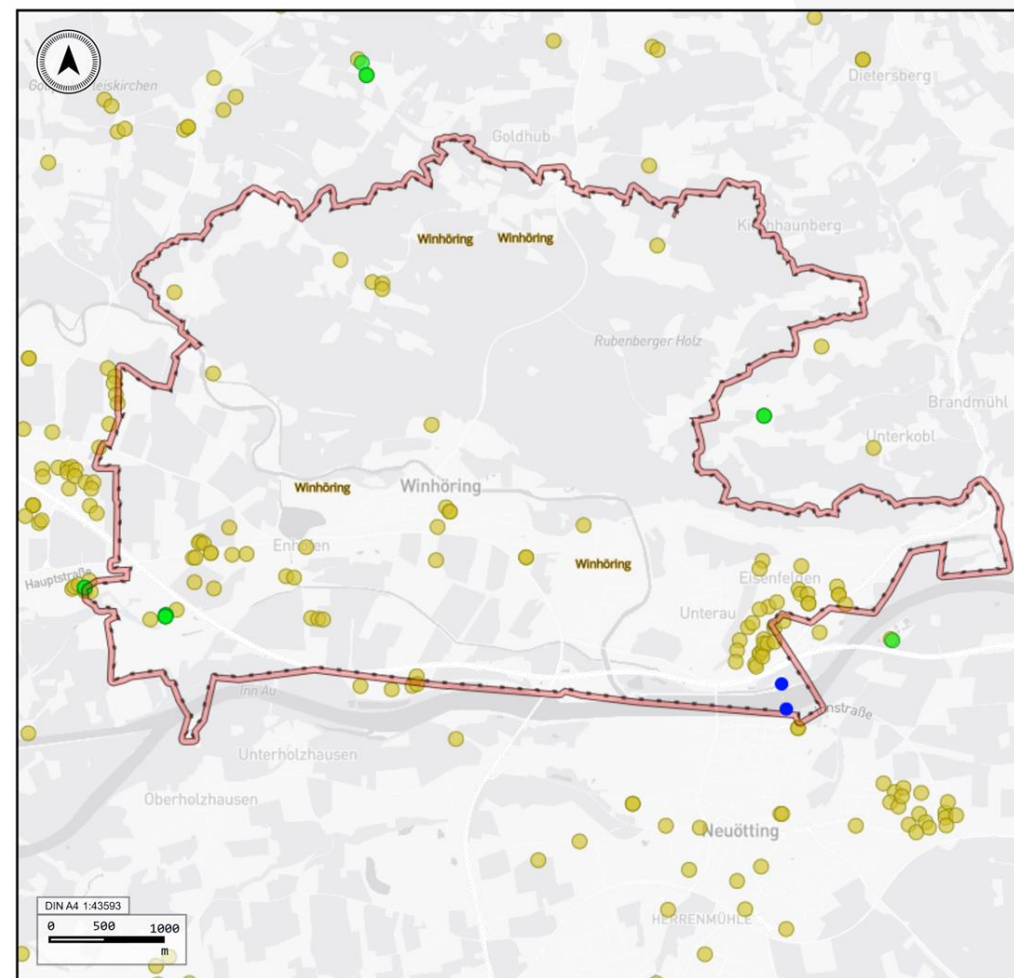 Dietersberg
Goldhub
Winhöring
Winhöring
Rubenberger Holz
Brandmühl
Unterkobl
Winhöring
Winhöring
Winhöring
Eisenfelden
Hauptstraße
Unterau
Inn Au
Unterholzhausen
Oberholzhausen
Neuötting
HERRENMÜHLE
DIN A4 1:43593
0 500 1000
m